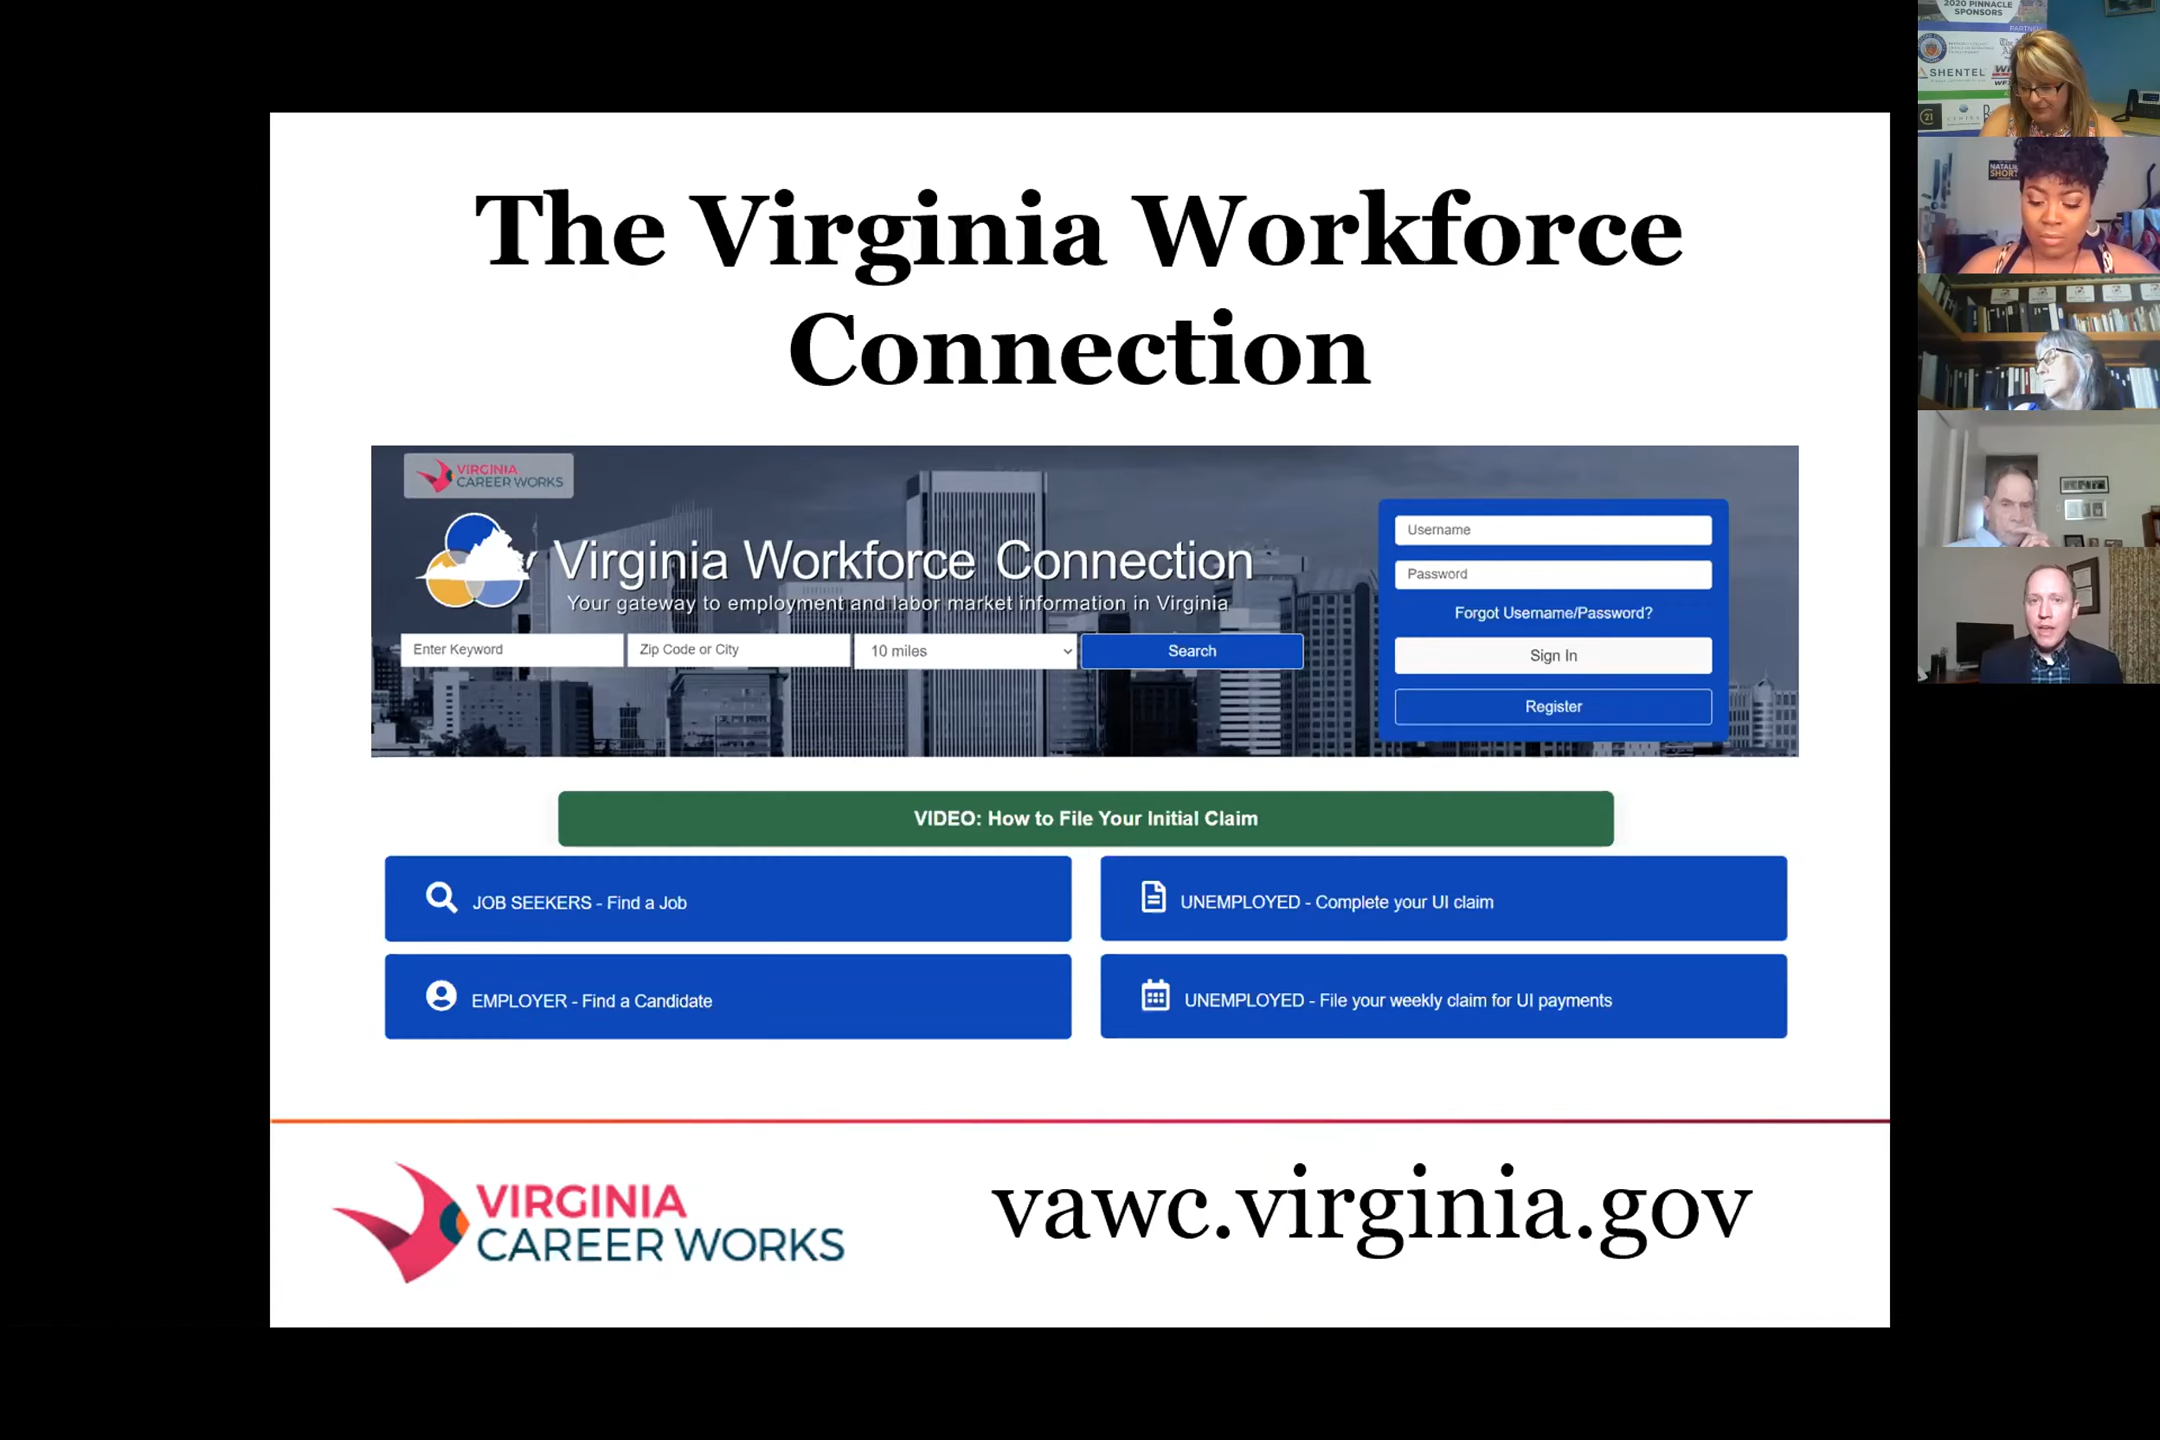 The Virginia Workforce
Connection
VIRGINIA
CAREER WORKS
Virginia Workforce Connection
Your gateway to employment and labor market information in Virginia
Enter Keyword
Zip Code or City
10 miles
Search
Username
Password
Forgot Username/Password?
Sign In
Register
VIDEO: How to File Your Initial Claim
JOB SEEKERS - Find a Job
UNEMPLOYED - Complete your UI claim
EMPLOYER - Find a Candidate
UNEMPLOYED - File your weekly claim for UI payments
VIRGINIA
CAREER WORKS
vawc.virginia.gov
2020 PINNACLE
SPONSORS
SHENTEL
21